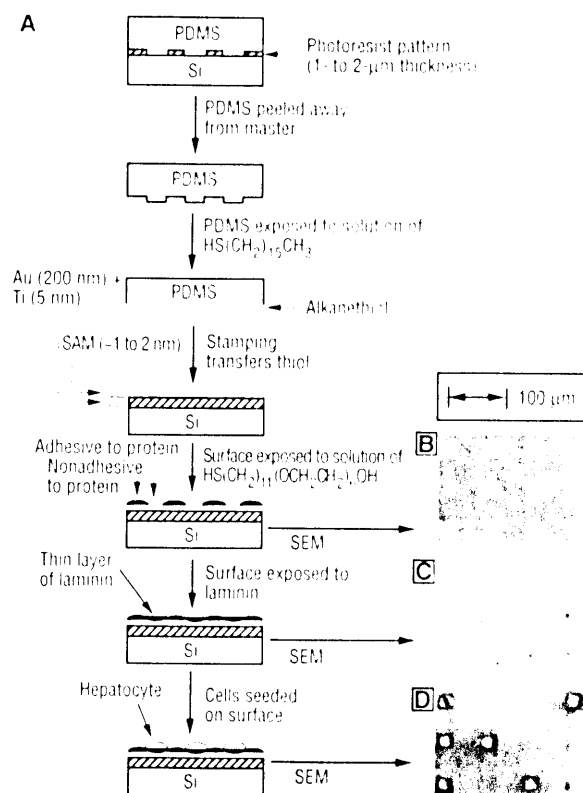 A
PDMS
Si
Photoresist pattern
(1- to 2-μm thickness)
PDMS peeled away
from master
PDMS
PDMS exposed to solution of
HS(CH2)15CH3
Au (200 nm) +
Ti (5 nm)
PDMS
Alkanethiol
SAM (~1 to 2 nm)
Stamping
transfers thiol
Si
100 μm
Adhesive to protein
Nonadhesive
to protein
Surface exposed to solution of
HS(CH2)11(OCH2CH2)
OH
B
Si
SEM
Thin layer
of laminin
Surface exposed to
laminin
C
Si
SEM
Hepatocyte
Cells seeded
on surface
D
Si
SEM